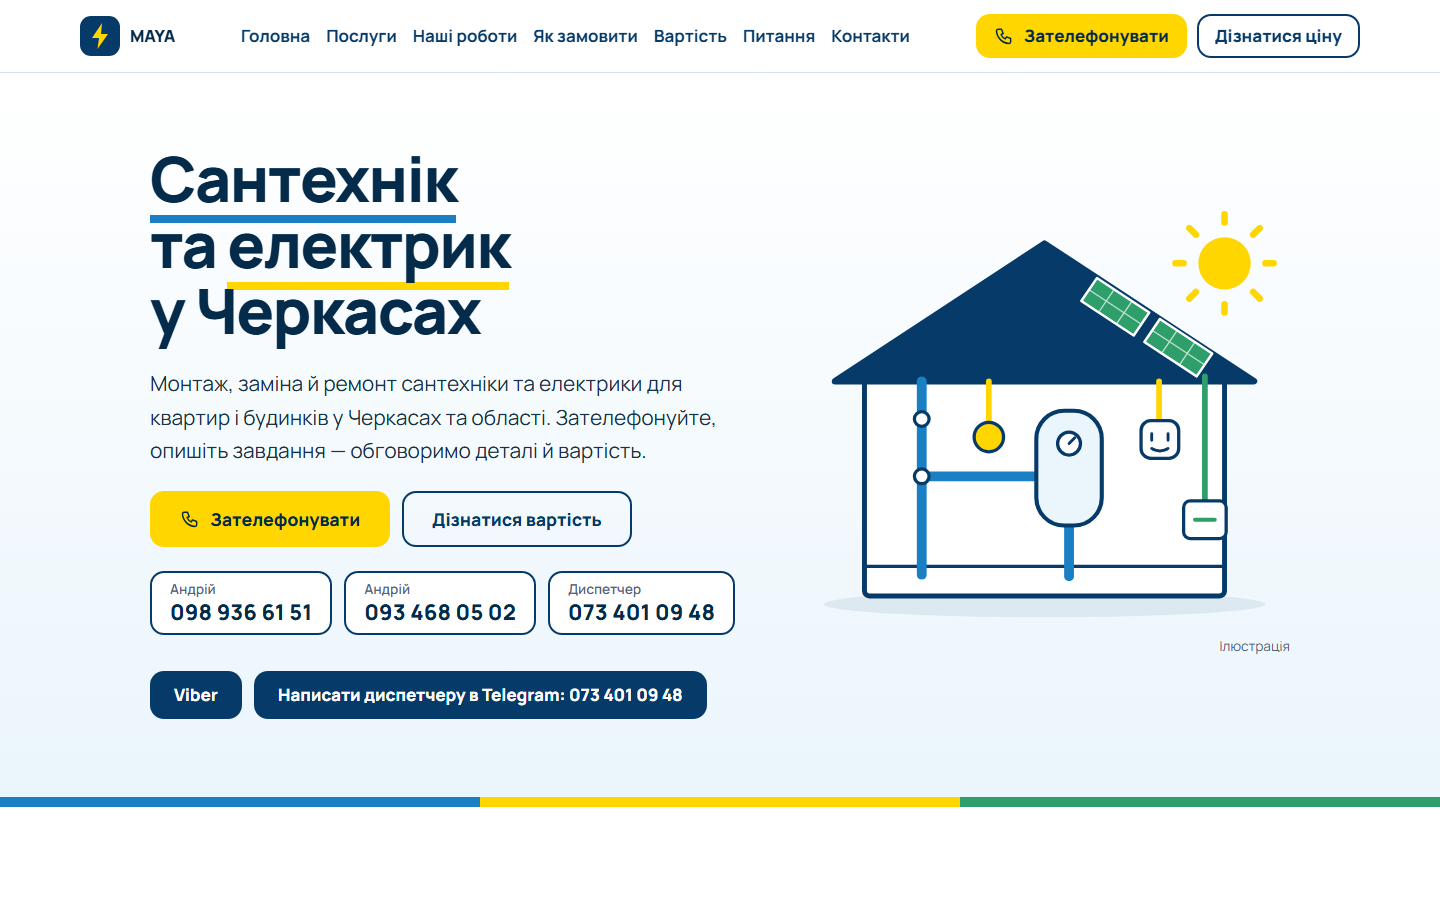 MAYA
Головна Послуги Наші роботи Як замовити Вартість Питання Контакти
Зателефонувати
Дізнатися ціну
Сантехнік
та електрик
у Черкасах
Монтаж, заміна й ремонт сантехніки та електрики для
квартир і будинків у Черкасах та області. Зателефонуйте,
опишіть завдання — обговоримо деталі й вартість.
Зателефонувати
Дізнатися вартість
Андрій
098 936 61 51
Андрій
093 468 05 02
Диспетчер
073 401 09 48
Ілюстрація
Viber
Написати диспетчеру в Telegram: 073 401 09 48